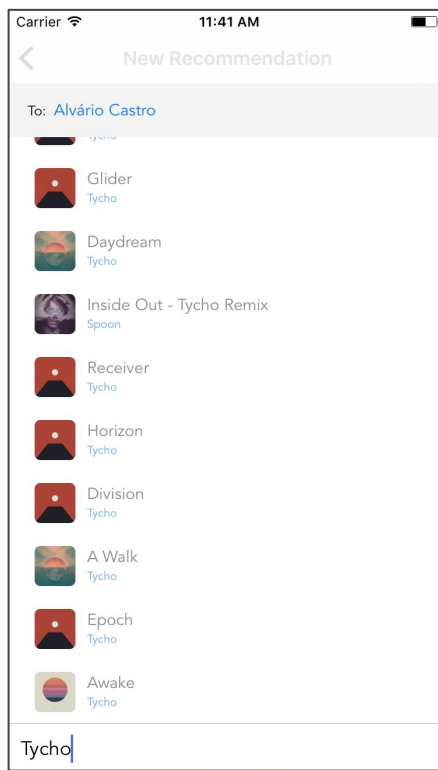 Carrier 11:41 AM
New Recommendation
To: Alvário Castro
Tycho
Glider
Tycho
Daydream
Tycho
Inside Out - Tycho Remix
Spoon
Receiver
Tycho
Horizon
Tycho
Division
Tycho
A Walk
Tycho
Epoch
Tycho
Awake
Tycho
Tycho